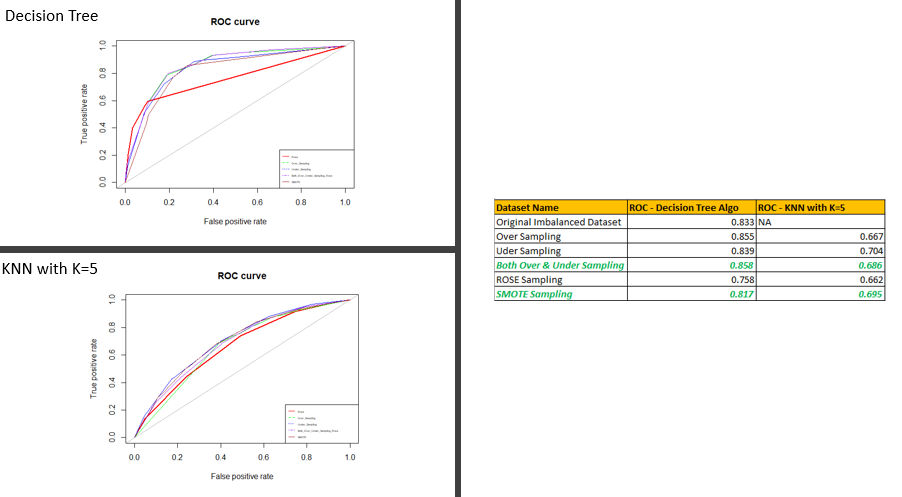 Decision Tree
ROC curve
True positive rate
1.0
0.8
0.6
0.4
0.2
0.0
0.0 0.2 0.4 0.6 0.8 1.0
False positive rate
KNN with K=5
ROC curve
True positive rate
1.0
0.8
0.6
0.4
0.2
0.0
0.0 0.2 0.4 0.6 0.8 1.0
False positive rate
Dataset Name ROC - Decision Tree Algo ROC - KNN with K=5
Original Imbalanced Dataset 0.833 NA
Over Sampling 0.855 0.667
Uder Sampling 0.839 0.704
Both Over & Under Sampling 0.858 0.686
ROSE Sampling 0.758 0.662
SMOTE Sampling 0.817 0.695